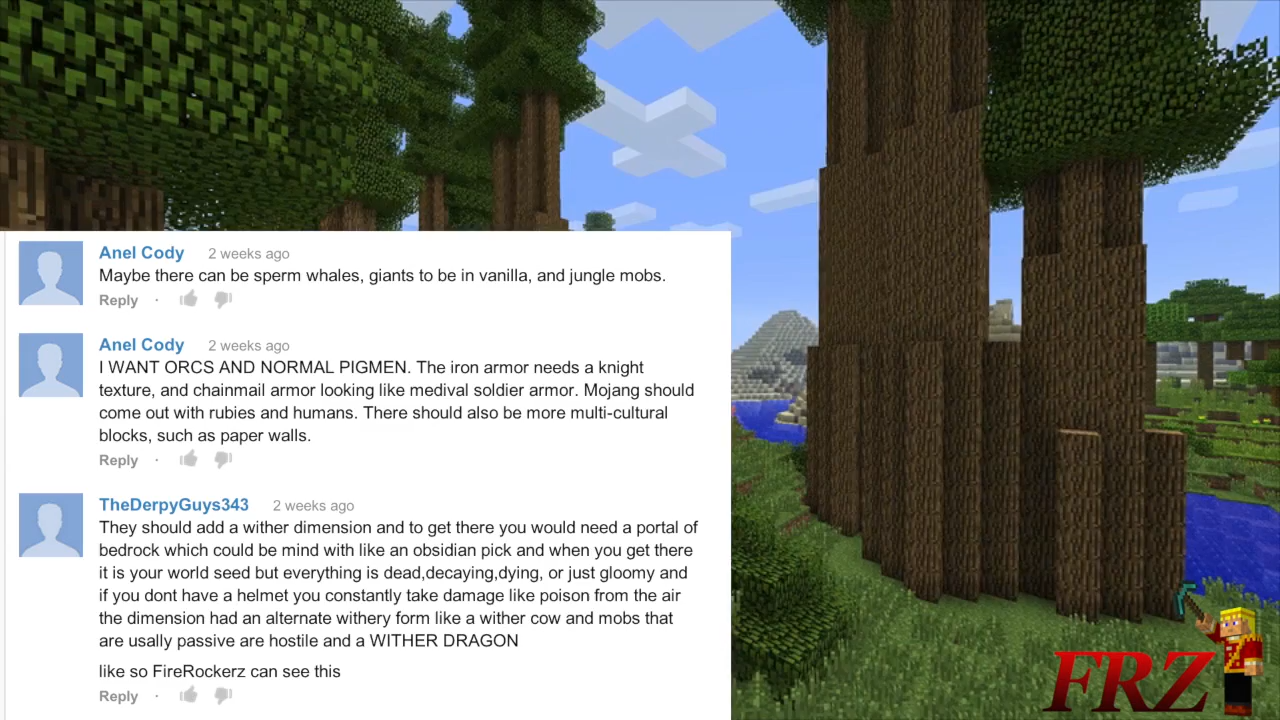 Anel Cody 2 weeks ago
Maybe there can be sperm whales, giants to be in vanilla, and jungle mobs.
Reply ·
Anel Cody 2 weeks ago
I WANT ORCS AND NORMAL PIGMEN. The iron armor needs a knight
texture, and chainmail armor looking like medival soldier armor. Mojang should
come out with rubies and humans. There should also be more multi-cultural
blocks, such as paper walls.
Reply ·
TheDerpyGuys343 2 weeks ago
They should add a wither dimension and to get there you would need a portal of
bedrock which could be mind with like an obsidian pick and when you get there
it is your world seed but everything is dead,decaying,dying, or just gloomy and
if you dont have a helmet you constantly take damage like poison from the air
the dimension had an alternate withery form like a wither cow and mobs that
are usally passive are hostile and a WITHER DRAGON
like so FireRockerz can see this
Reply ·
FRZ